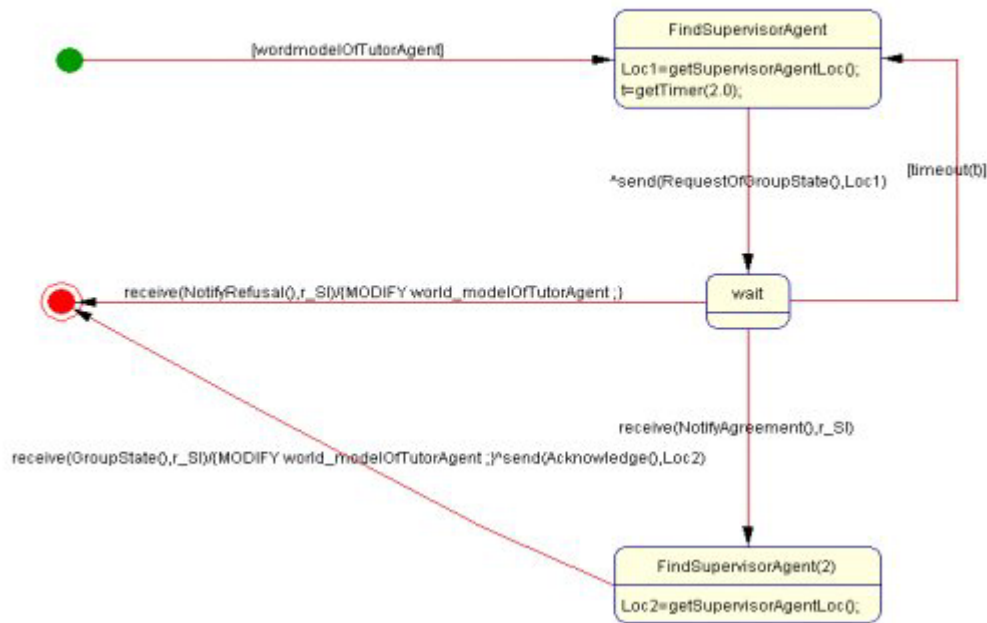 FindSupervisorAgent
[wordmodelOfTutorAgent]
Loc1=getSupervisorAgentLoc();
t=getTimer(2.0);
[timeout(t)]
^send(RequestOfGroupState(),Loc1)
receive(NotifyRefusal(),r_SI)/{MODIFY world_modelOfTutorAgent ;}
wait
receive(NotifyAgreement(),r_SI)
receive(GroupState(),r_SI)/{MODIFY world_modelOfTutorAgent ;}^send(Acknowledge(),Loc2)
FindSupervisorAgent(2)
Loc2=getSupervisorAgentLoc();